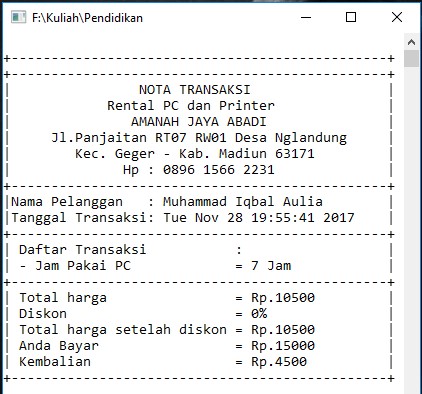 F:\Kuliah\Pendidikan
+-----------------------------------------------+
+-----------------------------------------------+
| NOTA TRANSAKSI |
| Rental PC dan Printer |
| AMANAH JAYA ABADI |
| Jl.Panjaitan RT07 RW01 Desa Nglandung |
| Kec. Geger - Kab. Madiun 63171 |
| Hp : 0896 1566 2231 |
+-----------------------------------------------+
|Nama Pelanggan : Muhammad Iqbal Aulia |
|Tanggal Transaksi: Tue Nov 28 19:55:41 2017 |
+-----------------------------------------------+
| Daftar Transaksi : |
| - Jam Pakai PC = 7 Jam |
+-----------------------------------------------+
| Total harga = Rp.10500 |
| Diskon = 0% |
| Total harga setelah diskon = Rp.10500 |
| Anda Bayar = Rp.15000 |
| Kembalian = Rp.4500 |
+-----------------------------------------------+